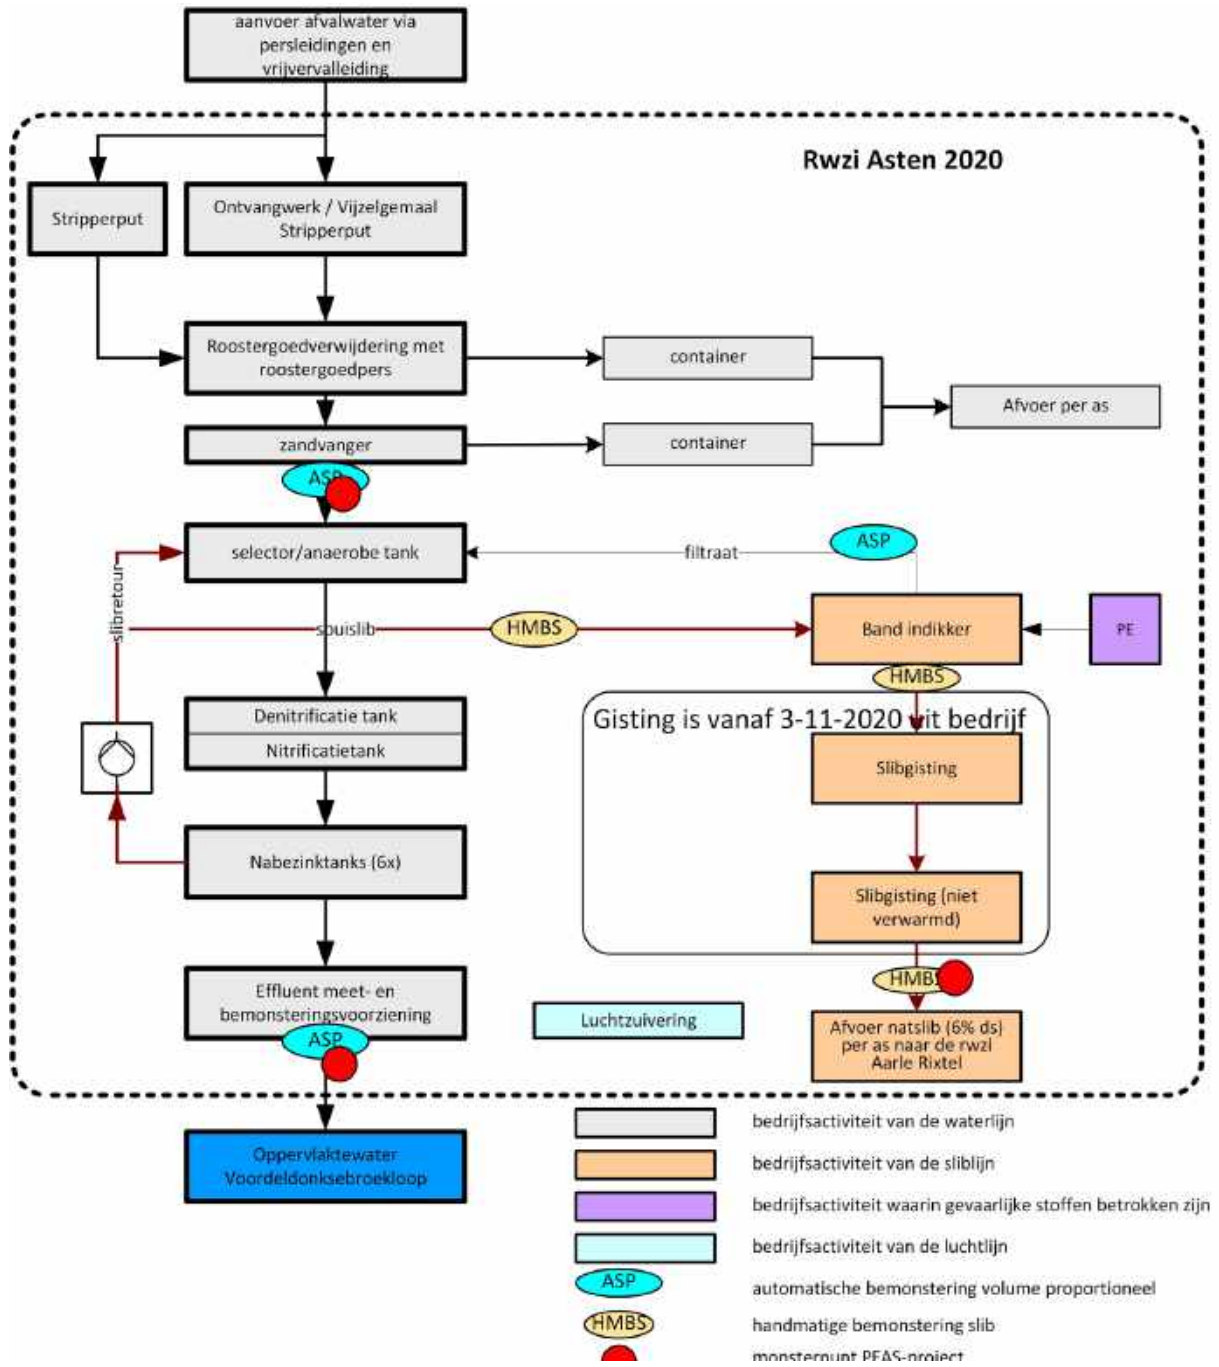 aanvoer afvalwater via
persleidingen en
vrijvervalleiding
Rwzi Asten 2020
Stripperput
Ontvangwerk / Vijzelgemaal
Stripperput
Roostergoedverwijdering met
roostergoedpers
container
Afvoer per as
zandvanger
container
ASP
selector/anaerobe tank
filtraat
ASP
slibretour
spuislib
HMBS
Band indikker
PE
HMBS
Gisting is vanaf 3-11-2020 uit bedrijf
Denitrificatie tank
Nitrificatietank
Slibgisting
Nabezinktanks (6x)
Slibgisting (niet
verwarmd)
HMBS
Effluent meet- en
bemonsteringsvoorziening
ASP
Luchtzuivering
Afvoer natslib (6% ds)
per as naar de rwzi
Aarle Rixtel
Oppervlaktewater
Voordeldonksebroekloop
bedrijfsactiviteit van de waterlijn
bedrijfsactiviteit van de sliblijn
bedrijfsactiviteit waarin gevaarlijke stoffen betrokken zijn
bedrijfsactiviteit van de luchtlijn
ASP
automatische bemonstering volume proportioneel
HMBS
handmatige bemonstering slib
monsterpunt PFAS-project